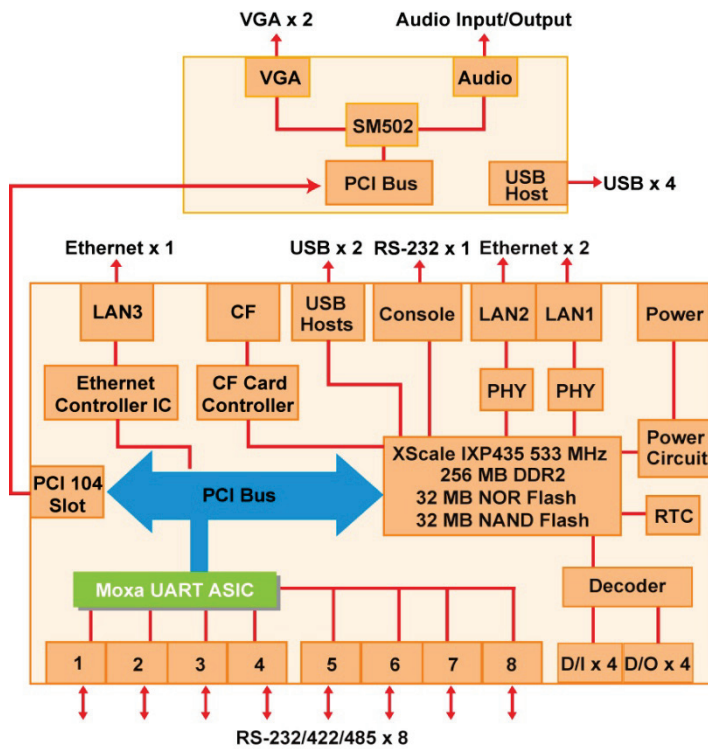 VGA x 2
Audio Input/Output
VGA
Audio
SM502
PCI Bus
USB
Host
USB x 4
Ethernet x 1
USB x 2
RS-232 x 1
Ethernet x 2
LAN3
CF
USB
Hosts
Console
LAN2
LAN1
Power
Ethernet
Controller IC
CF Card
Controller
PHY
PHY
Power
Circuit
XScale IXP435 533 MHz
256 MB DDR2
32 MB NOR Flash
32 MB NAND Flash
PCI 104
Slot
PCI Bus
RTC
Moxa UART ASIC
Decoder
1
2
3
4
5
6
7
8
D/I x 4
D/O x 4
RS-232/422/485 x 8